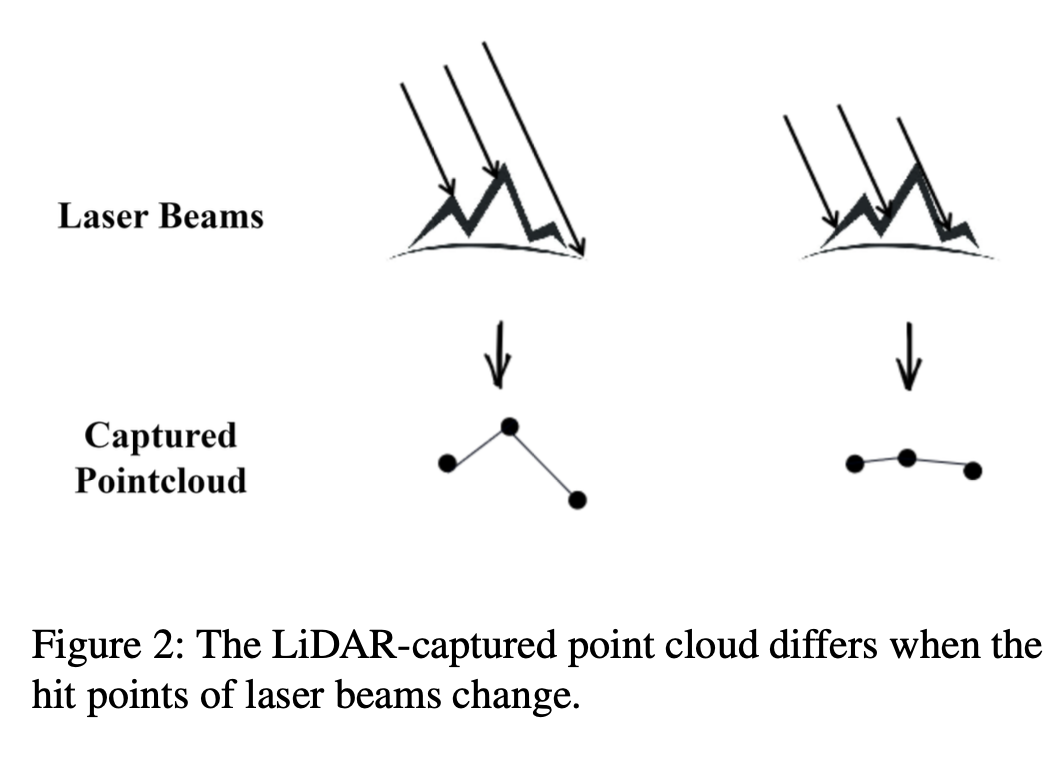 Laser Beams
Captured
Pointcloud
Figure 2: The LiDAR-captured point cloud differs when the
hit points of laser beams change.